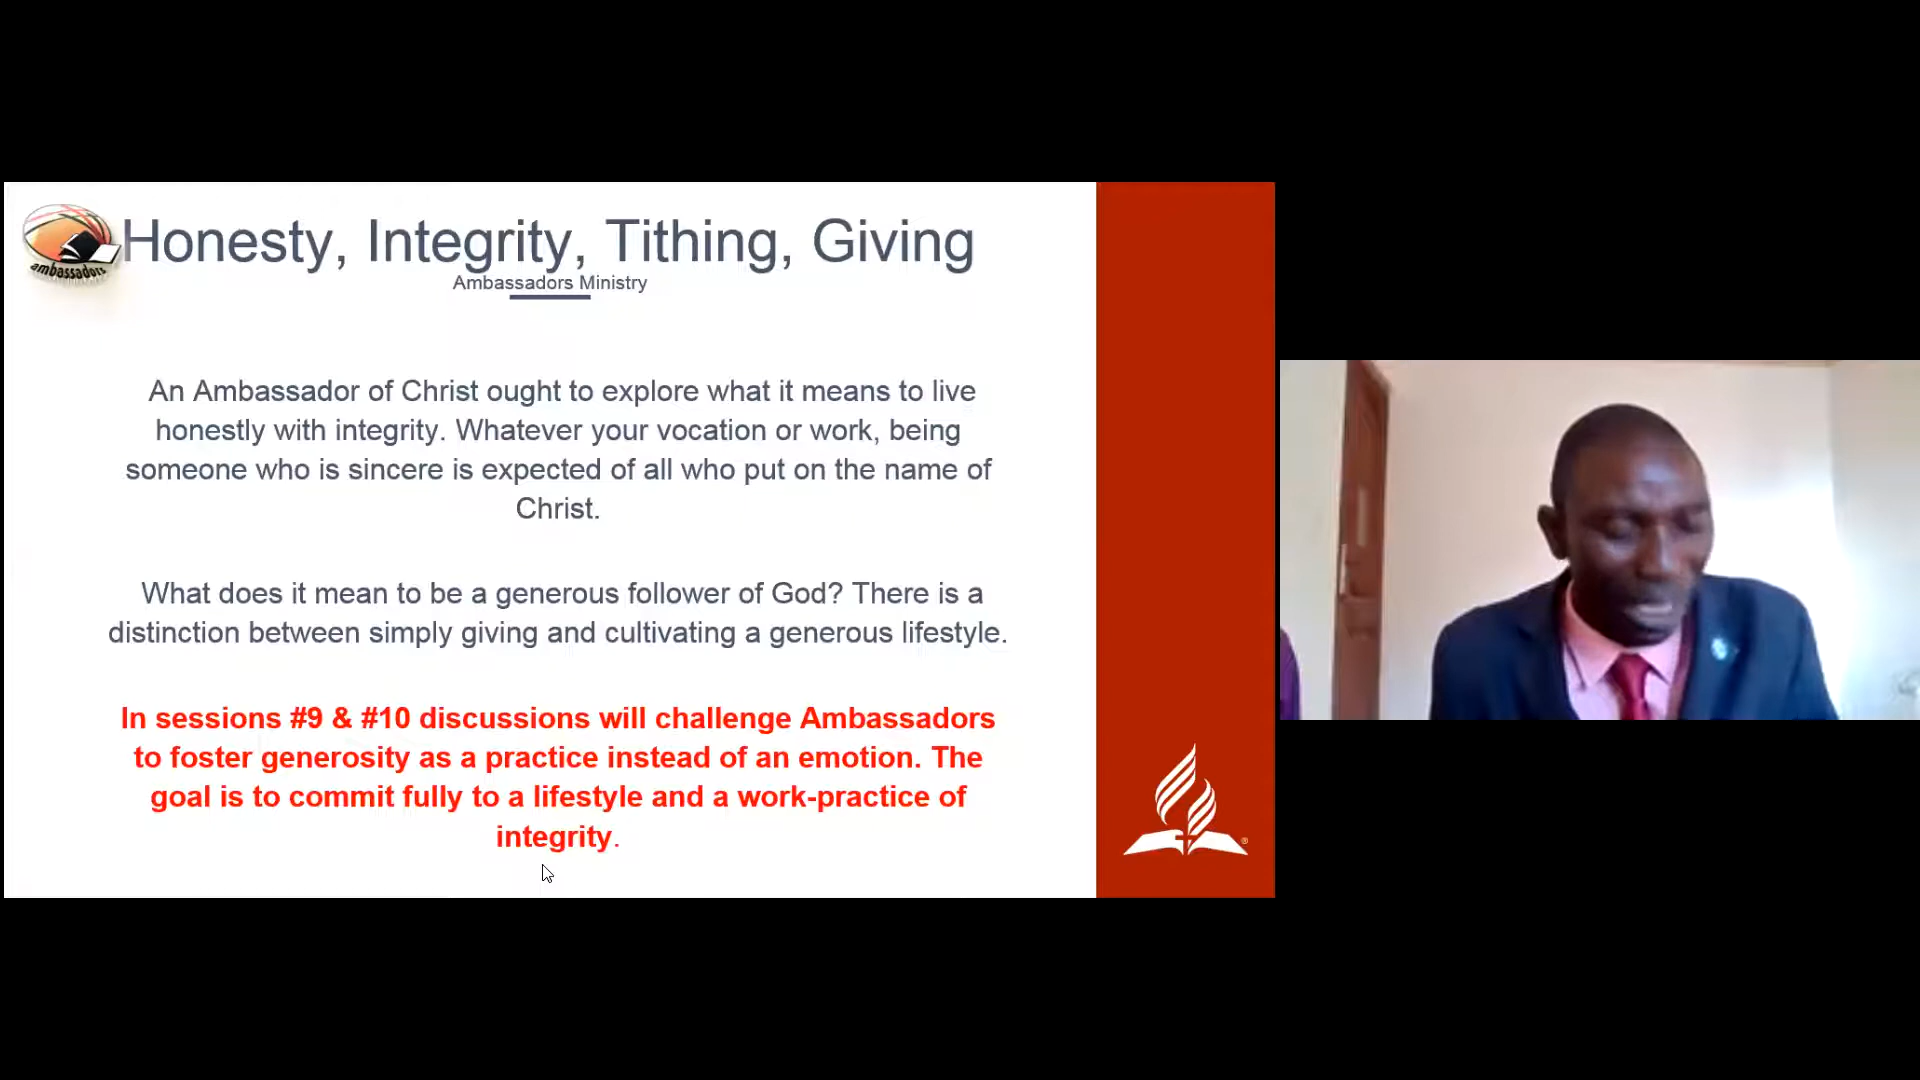 Honesty, Integrity, Tithing, Giving
ambassadors
Ambassadors Ministry
An Ambassador of Christ ought to explore what it means to live
honestly with integrity. Whatever your vocation or work, being
someone who is sincere is expected of all who put on the name of
Christ.
What does it mean to be a generous follower of God? There is a
distinction between simply giving and cultivating a generous lifestyle.
In sessions #9 & #10 discussions will challenge Ambassadors
to foster generosity as a practice instead of an emotion. The
goal is to commit fully to a lifestyle and a work-practice of
integrity.
®